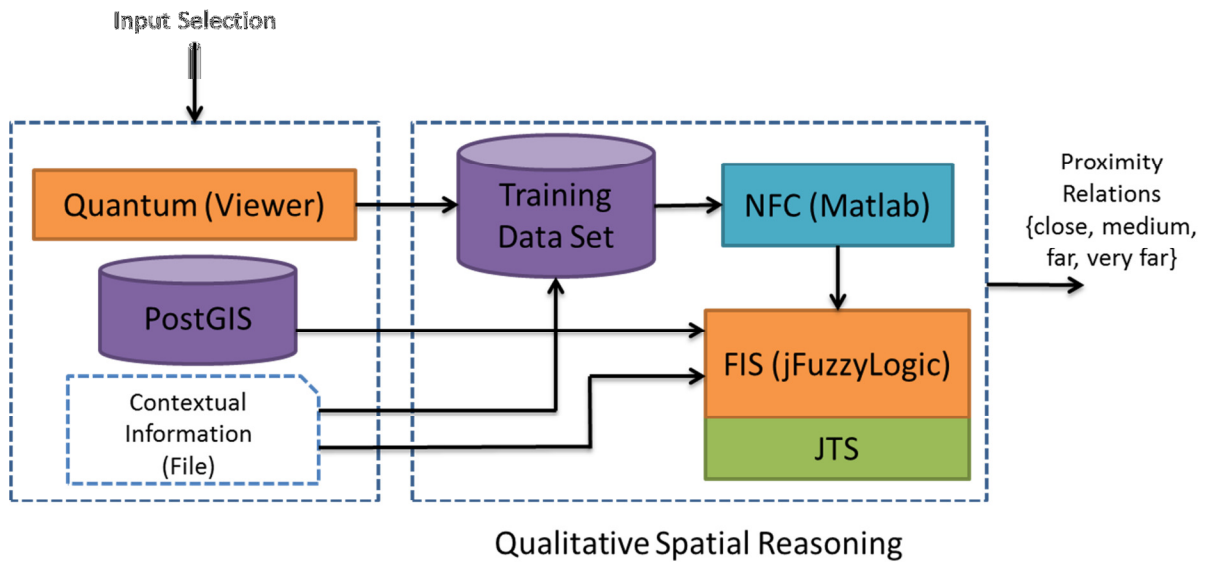 Input Selection
Quantum (Viewer)
PostGIS
Contextual
Information
(File)
Training
Data Set
NFC (Matlab)
FIS (jFuzzyLogic)
JTS
Proximity
Relations
{close, medium,
far, very far}
Qualitative Spatial Reasoning